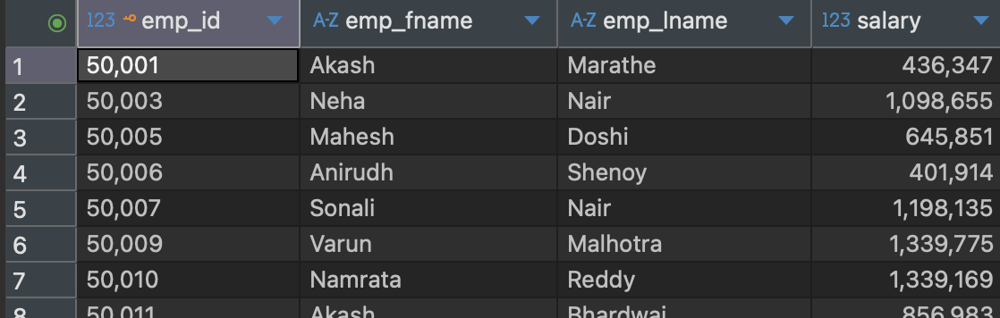 123 emp_id A-Z emp_fname A-Z emp_lname 123 salary
1 50,001 Akash Marathe 436,347
2 50,003 Neha Nair 1,098,655
3 50,005 Mahesh Doshi 645,851
4 50,006 Anirudh Shenoy 401,914
5 50,007 Sonali Nair 1,198,135
6 50,009 Varun Malhotra 1,339,775
7 50,010 Namrata Reddy 1,339,169
8 50,011 Akash Bhardwaj 856,983